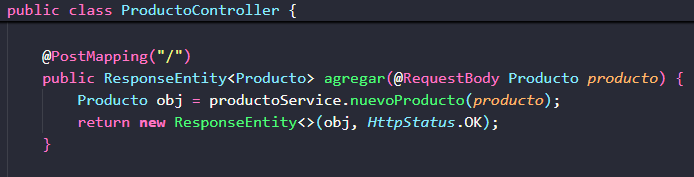 public class ProductoController {
@PostMapping("/")
public ResponseEntity<Producto> agregar(@RequestBody Producto producto) {
Producto obj = productoService.nuevoProducto(producto);
return new ResponseEntity<>(obj, HttpStatus.OK);
}